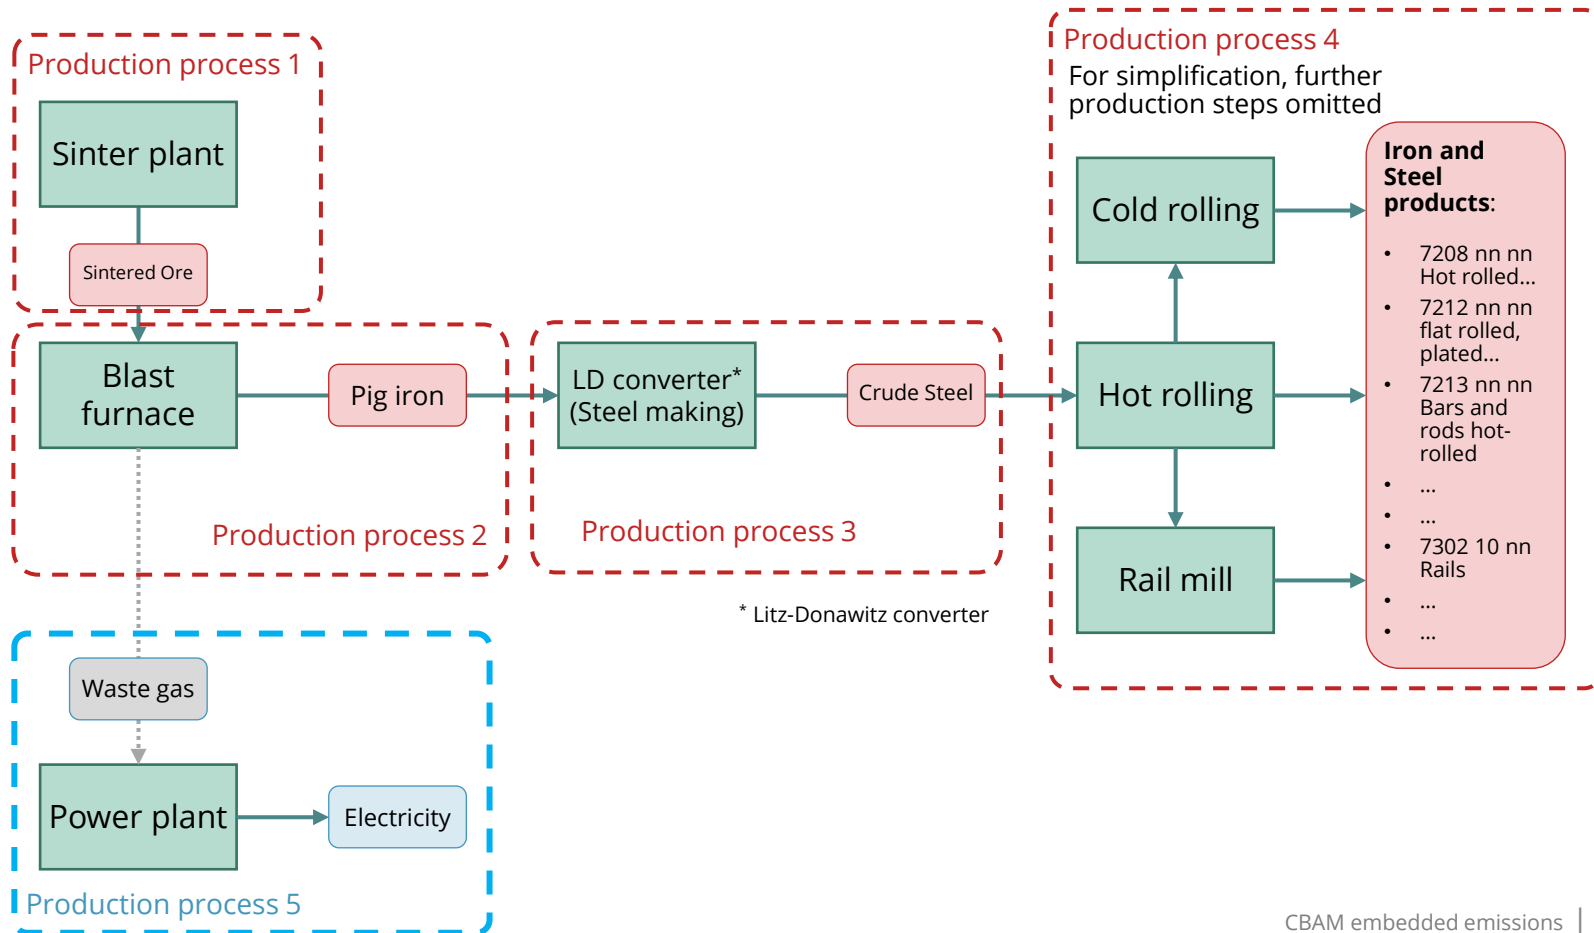 Production process 1
Sinter plant
Sintered Ore
Blast
furnace
Pig iron
Production process 2
LD converter*
(Steel making)
Crude Steel
Production process 3
* Litz-Donawitz converter
Production process 4
For simplification, further
production steps omitted
Cold rolling
Hot rolling
Rail mill
Iron and
Steel
products:
• 7208 nn nn
Hot rolled...
• 7212 nn nn
flat rolled,
plated...
• 7213 nn nn
Bars and
rods hot-
rolled
• ...
• ...
• 7302 10 nn
Rails
• ...
• ...
Waste gas
Power plant
Electricity
Production process 5
CBAM embedded emissions |